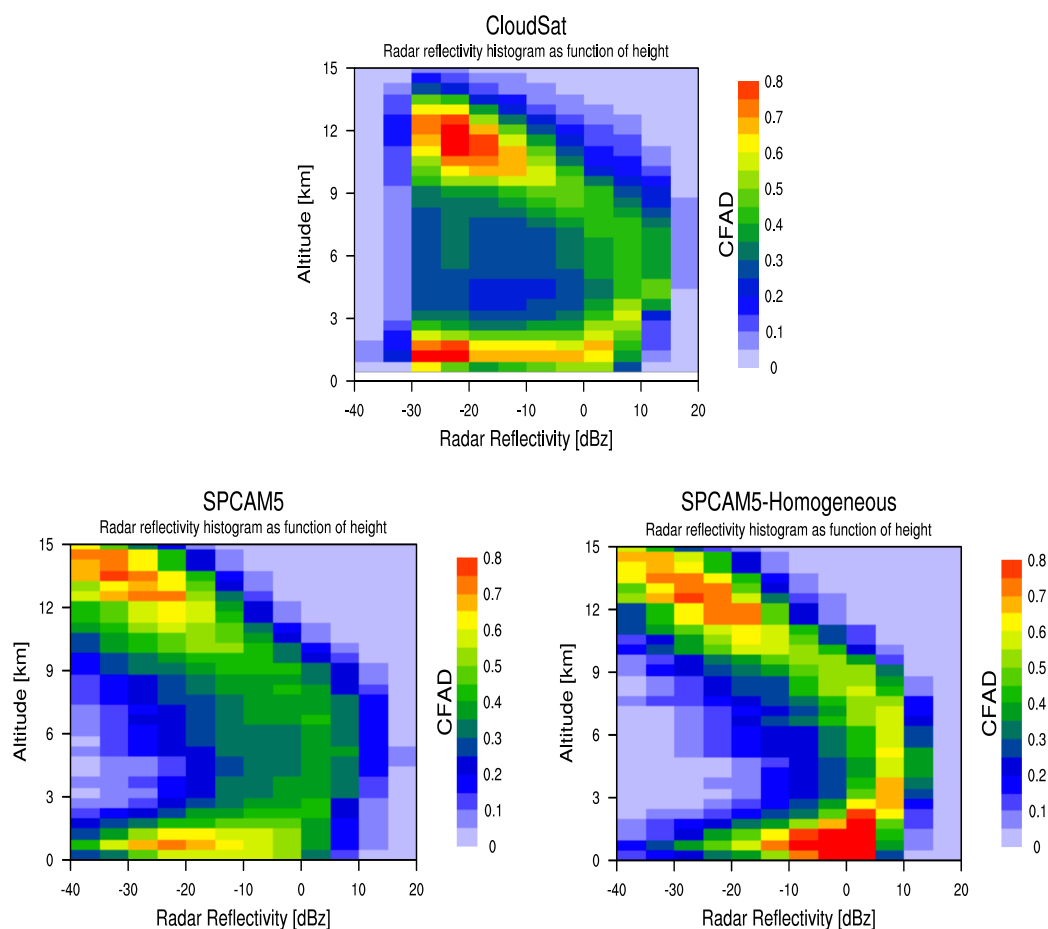 CloudSat
Radar reflectivity histogram as function of height
15
12
9
6
3
0
Altitude [km]
-40 -30 -20 -10 0 10 20
Radar Reflectivity [dBz]
CFAD
0.8
0.7
0.6
0.5
0.4
0.3
0.2
0.1
0
SPCAM5
Radar reflectivity histogram as function of height
15
12
9
6
3
0
Altitude [km]
-40 -30 -20 -10 0 10 20
Radar Reflectivity [dBz]
CFAD
0.8
0.7
0.6
0.5
0.4
0.3
0.2
0.1
0
SPCAM5-Homogeneous
Radar reflectivity histogram as function of height
15
12
9
6
3
0
Altitude [km]
-40 -30 -20 -10 0 10 20
Radar Reflectivity [dBz]
CFAD
0.8
0.7
0.6
0.5
0.4
0.3
0.2
0.1
0